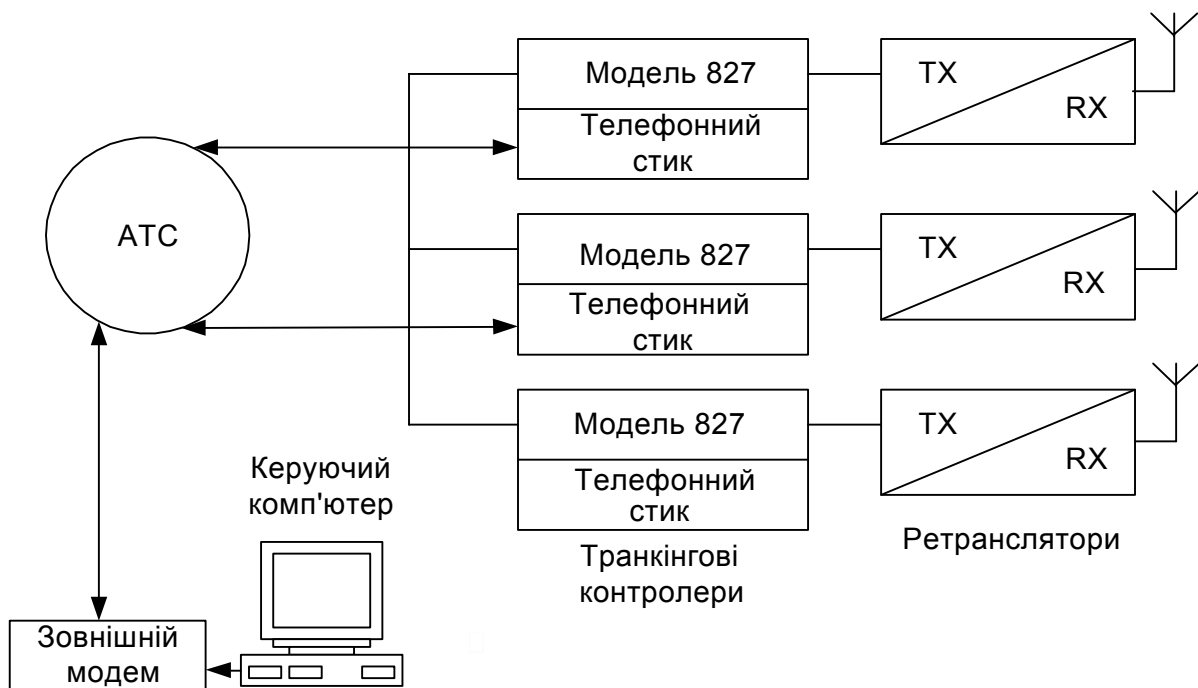 Модель 827
Телефонний
стик
TX
RX
АТС
Модель 827
Телефонний
стик
TX
RX
Модель 827
Телефонний
стик
TX
RX
Керуючий
комп'ютер
Транкінгові
контролери
Ретранслятори
Зовнішній
модем